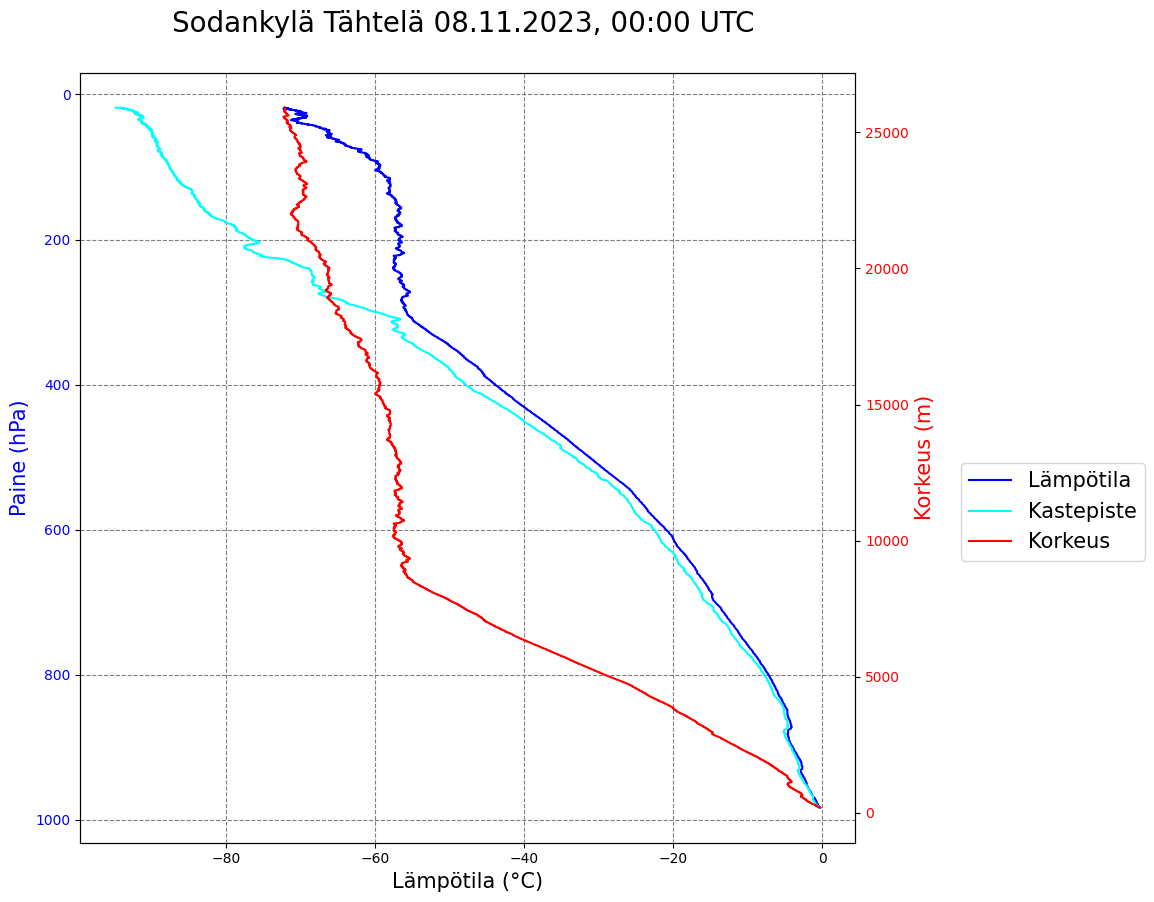 Sodankylä Tähtelä 08.11.2023, 00:00 UTC
0
200
400
600
800
1000
Paine (hPa)
25000
20000
15000
10000
5000
0
Korkeus (m)
Lämpötila
Kastepiste
Korkeus
−80
−60
−40
−20
0
Lämpötila (°C)